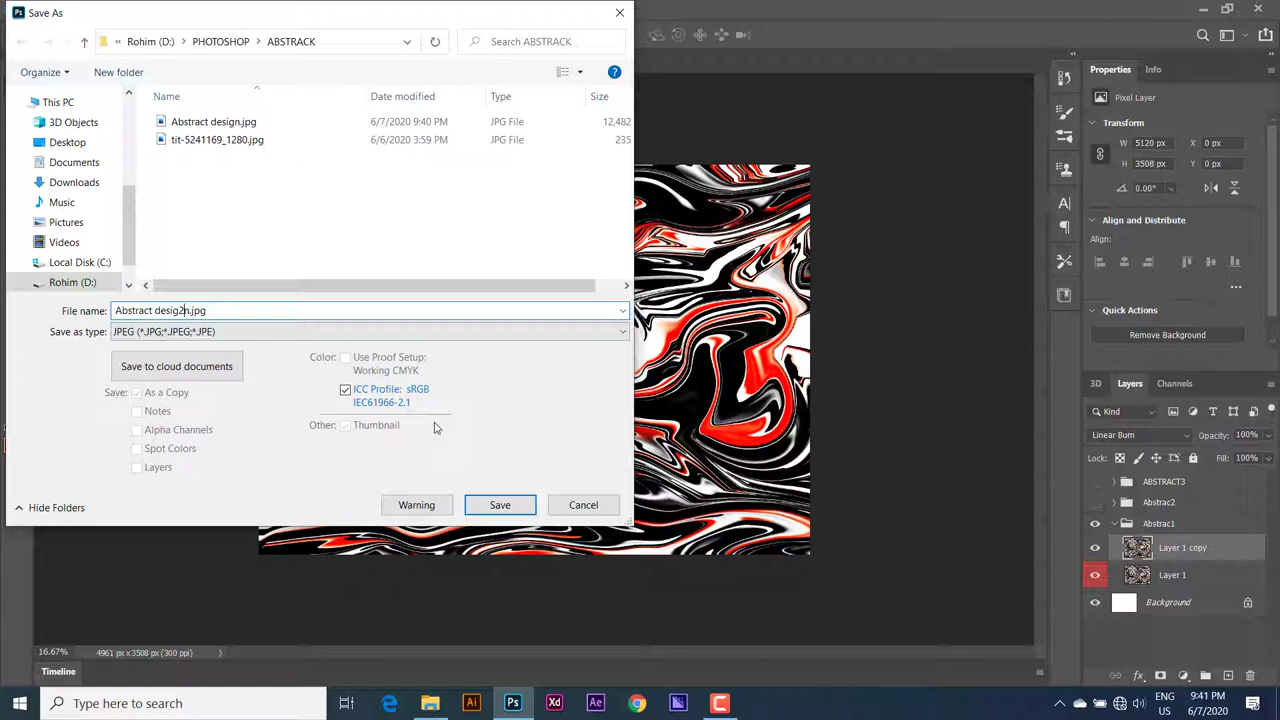 Ps Save As
« Rohim (D:) > PHOTOSHOP > ABSTRACK
Search ABSTRACK
Organize
New folder
?
This PC
3D Objects
Desktop
Documents
Downloads
Music
Pictures
Videos
Local Disk (C:)
Rohim (D:)
Name Date modified Type Size
Abstract design.jpg 6/7/2020 9:40 PM JPG File 12,482
tit-5241169_1280.jpg 6/6/2020 3:59 PM JPG File 235
File name: Abstract desig2n.jpg
Save as type: JPEG (*.JPG;*.JPEG;*.JPE)
Save to cloud documents
Save: As a Copy
Notes
Alpha Channels
Spot Colors
Layers
Color: Use Proof Setup:
Working CMYK
ICC Profile: sRGB
IEC61966-2.1
Other: Thumbnail
Hide Folders
Warning Save Cancel
Properties Info
Pixel Layer
Transform
W 5120 px X 0 px
H 3508 px Y 0 px
0.00°
Align and Distribute
Align:
Quick Actions
Remove Background
3D Layers Channels
Kind
Linear Burn Opacity: 100%
Lock: Fill: 100%
ABSTRACT3
Abstrac2
Abstrac1
Layer 1 copy
Layer 1
Background
fx
16.67% 4961 px x 3508 px (300 ppi)
Timeline
Type here to search
Ai Ps Xd Ae
ENG
US
9:41 PM
6/7/2020